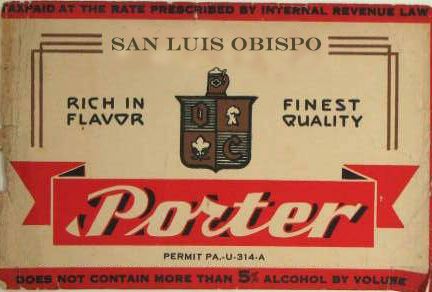 TAXPAID AT THE RATE PRESCRIBED BY INTERNAL REVENUE LAW
SAN LUIS OBISPO
RICH IN
FLAVOR
FINEST
QUALITY
Porter
PERMIT PA.-U-314-A
DOES NOT CONTAIN MORE THAN 5% ALCOHOL BY VOLUME